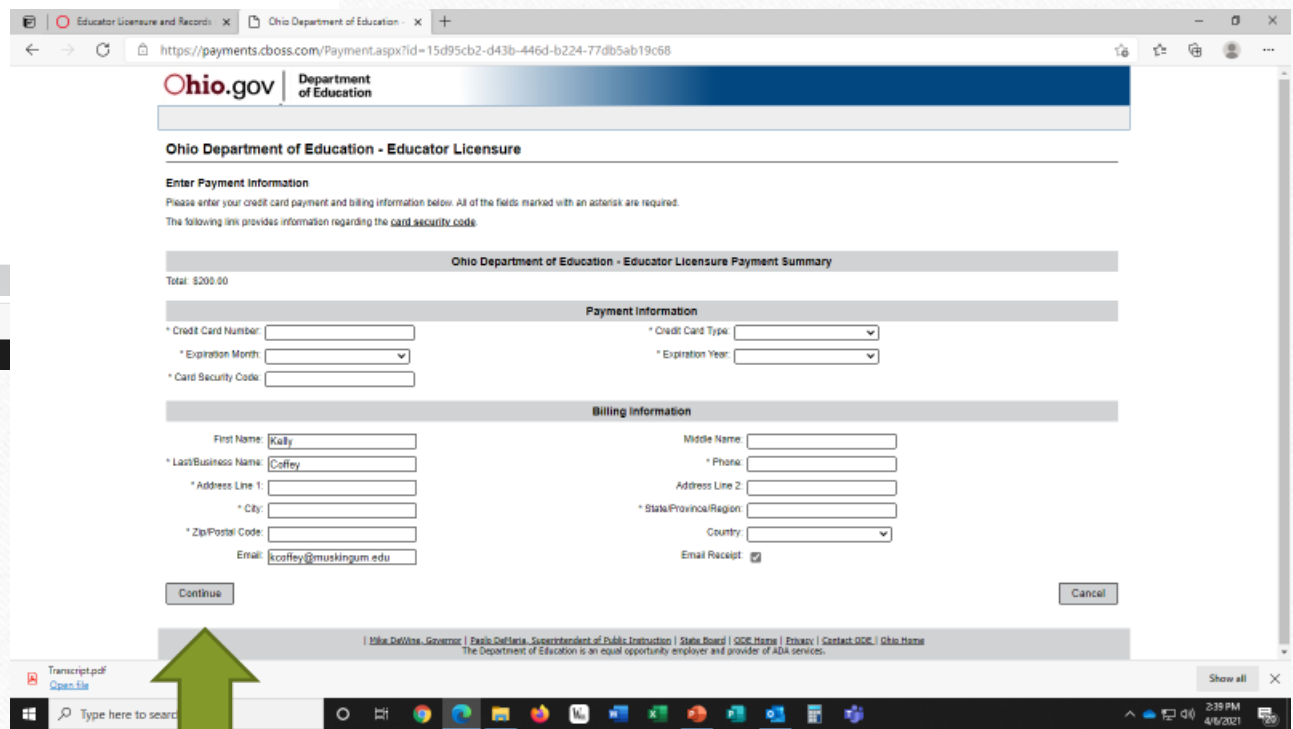 Educator Licensure and Records
Ohio Department of Education -
https://payments.cboss.com/Payment.aspx?id=15d95cb2-d43b-446d-b224-77db5ab19c68
Ohio.gov Department of Education
Ohio Department of Education - Educator Licensure
Enter Payment Information
Please enter your credit card payment and billing information below. All of the fields marked with an asterisk are required.
The following link provides information regarding the card security code.
Ohio Department of Education - Educator Licensure Payment Summary
Total: $200.00
Payment Information
* Credit Card Number: * Credit Card Type:
* Expiration Month: * Expiration Year:
* Card Security Code:
Billing Information
First Name: Kelly Middle Name:
* Last/Business Name: Coffey * Phone:
* Address Line 1: Address Line 2:
* City: * State/Province/Region:
* Zip/Postal Code: Country:
Email: kcoffey@muskingum.edu Email Receipt:
Continue Cancel
| Mike DeWine, Governor | Paolo DeMaria, Superintendent of Public Instruction | State Board | ODE Home | Privacy | Contact ODE | Ohio Home
The Department of Education is an equal opportunity employer and provider of ADA services.
Transcript.pdf
Open file
Show all
Type here to search
2:39 PM
4/6/2021